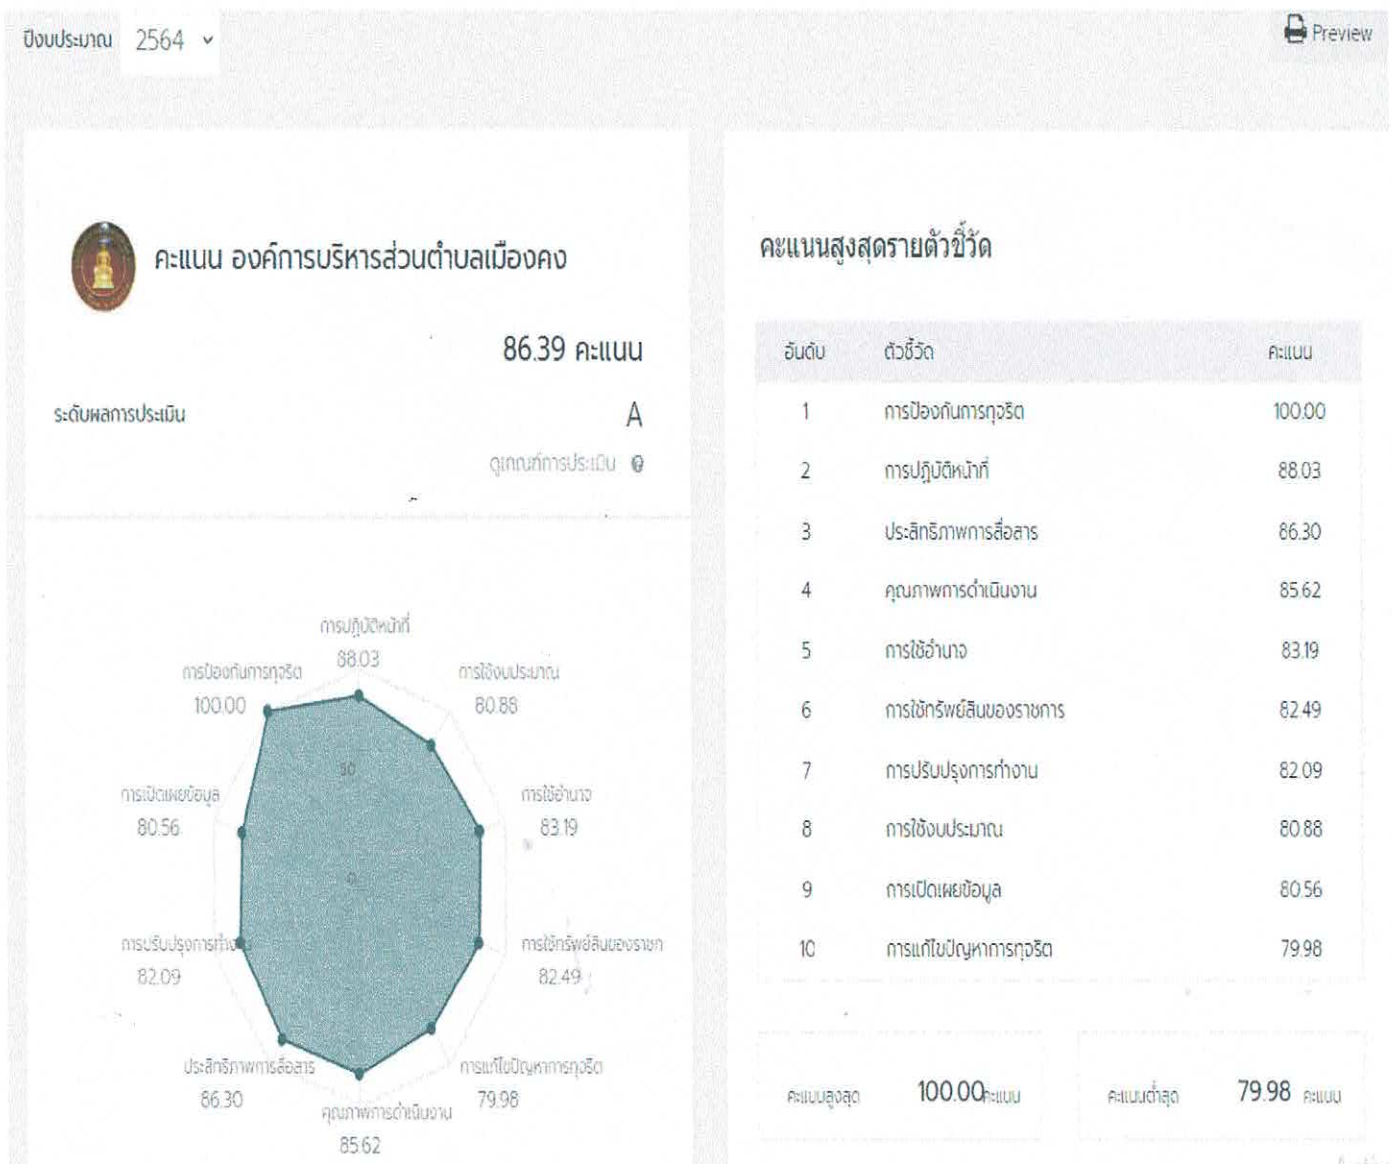 ปีงบประมาณ 2564
Preview
คะแนน องค์การบริหารส่วนตำบลเมืองคง
86.39 คะแนน
ระดับผลการประเมิน A
ดูเกณฑ์การประเมิน
การปฏิบัติหน้าที่
88.03
การป้องกันการทุจริต
100.00
การใช้งบประมาณ
80.88
50
การเปิดเผยข้อมูล
80.56
การใช้อำนาจ
83.19
0
การปรับปรุงการทำง
82.09
การใช้ทรัพย์สินของราชก
82.49
ประสิทธิภาพการสื่อสาร
86.30
การแก้ไขปัญหาการทุจริต
79.98
คุณภาพการดำเนินงาน
85.62
คะแนนสูงสุดรายตัวชี้วัด
อันดับ ตัวชี้วัด คะแนน
1 การป้องกันการทุจริต 100.00
2 การปฏิบัติหน้าที่ 88.03
3 ประสิทธิภาพการสื่อสาร 86.30
4 คุณภาพการดำเนินงาน 85.62
5 การใช้อำนาจ 83.19
6 การใช้ทรัพย์สินของราชการ 82.49
7 การปรับปรุงการทำงาน 82.09
8 การใช้งบประมาณ 80.88
9 การเปิดเผยข้อมูล 80.56
10 การแก้ไขปัญหาการทุจริต 79.98
คะแนนสูงสุด 100.00 คะแนน
คะแนนต่ำสุด 79.98 คะแนน